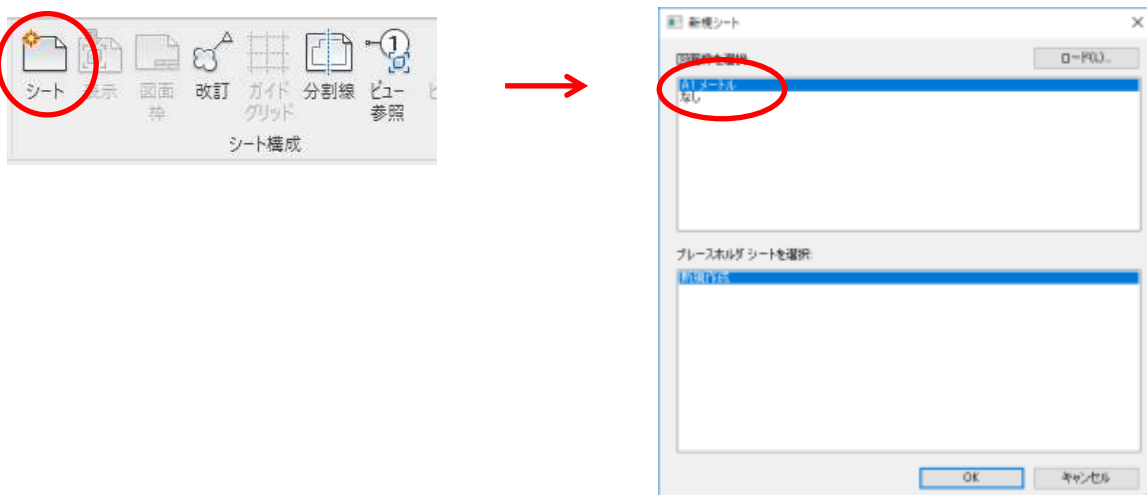 シート
表示
図面
枠
改訂
ガイド
グリッド
分割線
ビュー
参照
ビ
シート構成
新規シート
図面枠を選択:
ロード(L)...
A1 メートル
なし
プレースホルダ シートを選択:
新規作成
OK
キャンセル
1